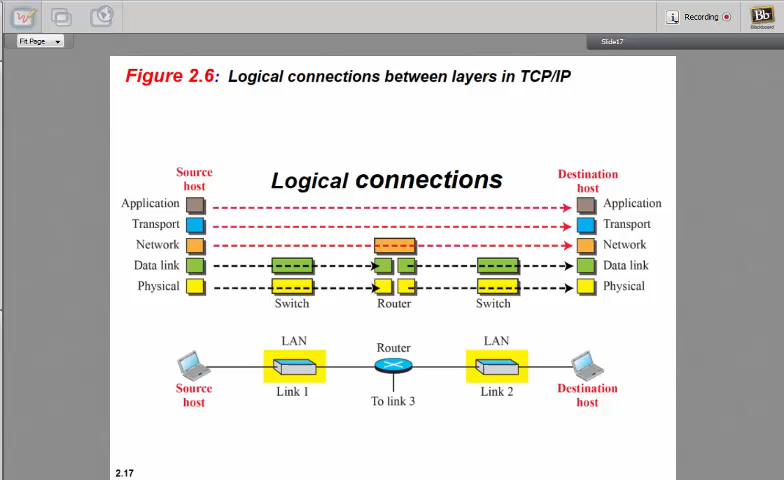 Recording
Bb
Blackboard
Fit Page
Slide17
Figure 2.6: Logical connections between layers in TCP/IP
Logical connections
Source
host
Destination
host
Application
Application
Transport
Transport
Network
Network
Data link
Data link
Physical
Physical
Switch
Router
Switch
LAN
Router
LAN
Source
host
Link 1
To link 3
Link 2
Destination
host
2.17